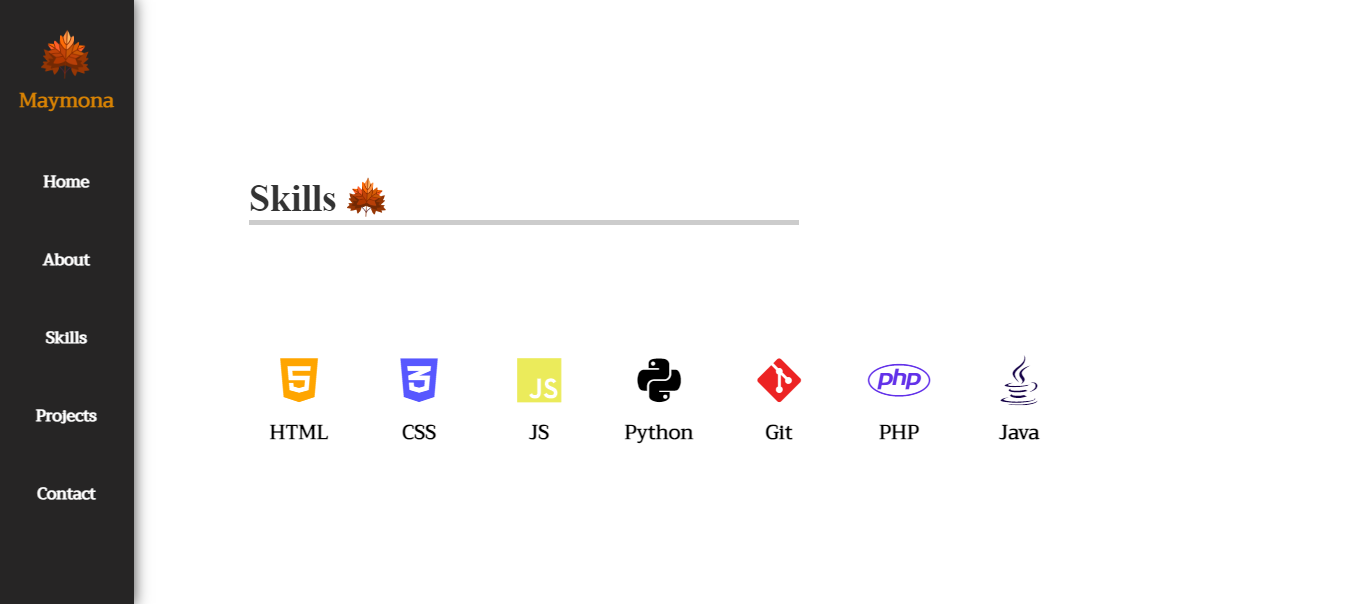 Maymona
Home
About
Skills
Projects
Contact
Skills
5 3 JS php
HTML CSS JS Python Git PHP Java